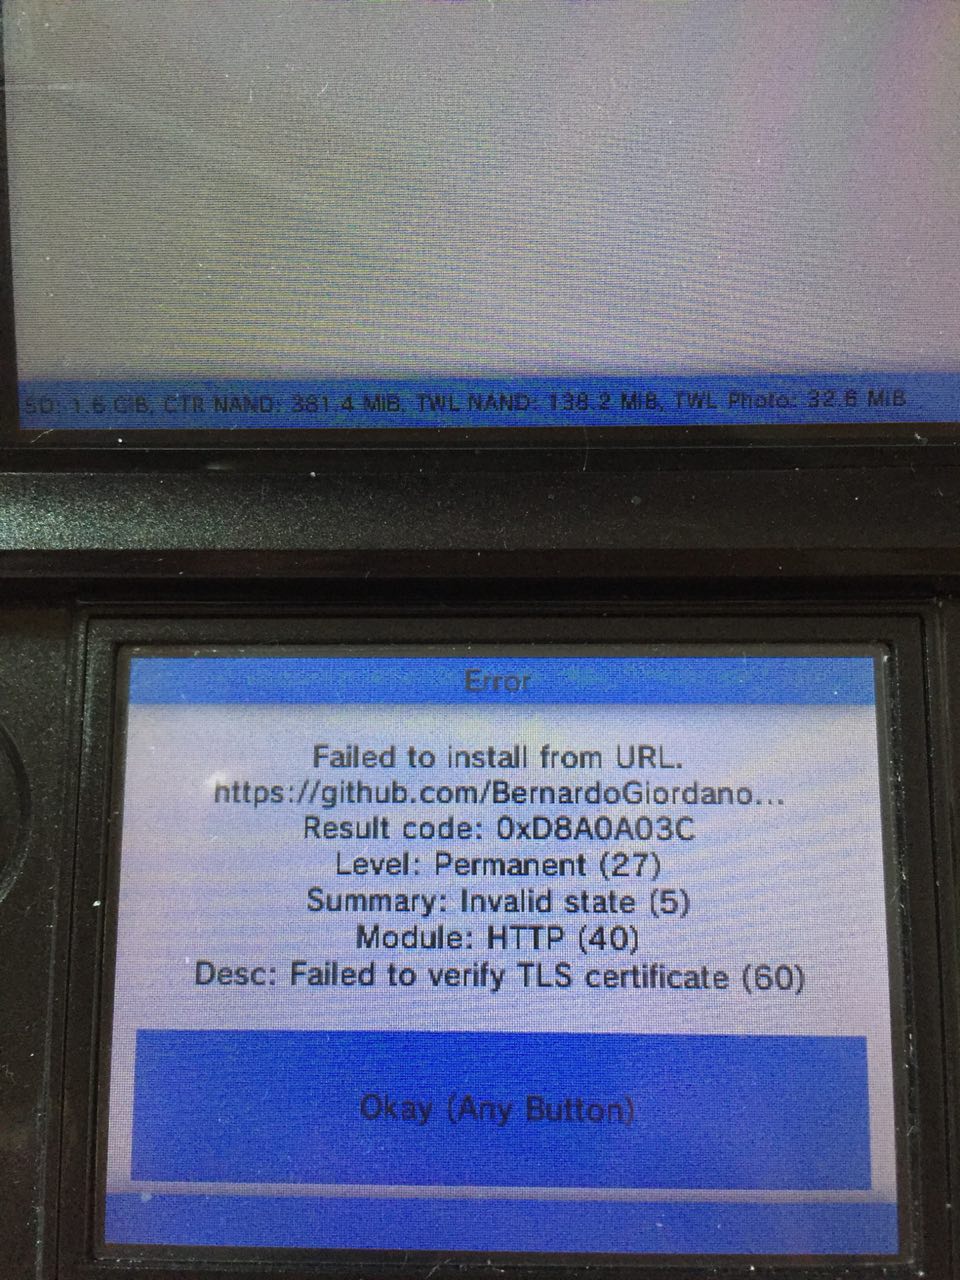 SD: 1.6 GiB, CTR NAND: 381.4 MiB, TWL NAND: 138.2 MiB, TWL Photo: 32.6 MiB
Error
Failed to install from URL.
https://github.com/BernardoGiordano...
Result code: 0xD8A0A03C
Level: Permanent (27)
Summary: Invalid state (5)
Module: HTTP (40)
Desc: Failed to verify TLS certificate (60)
Okay (Any Button)